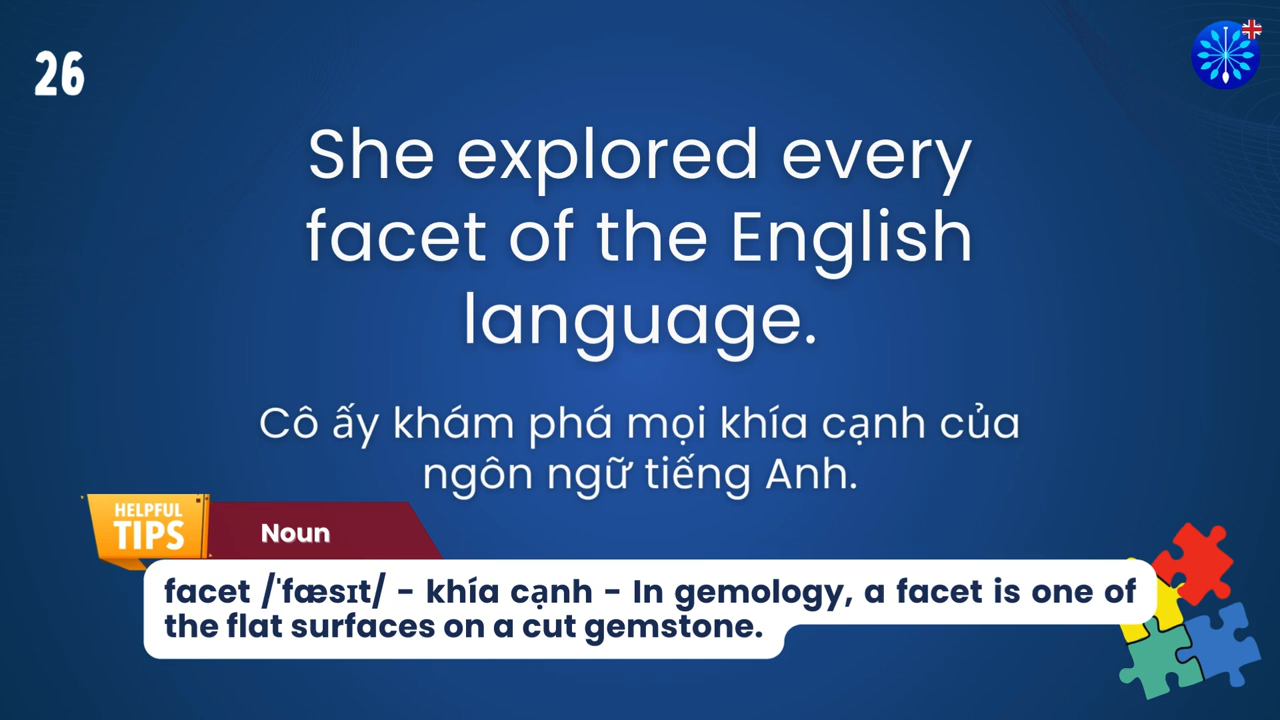 26
She explored every
facet of the English
language.
Cô ấy khám phá mọi khía cạnh của
ngôn ngữ tiếng Anh.
HELPFUL
TIPS
Noun
facet /ˈfæsɪt/ - khía cạnh - In gemology, a facet is one of
the flat surfaces on a cut gemstone.